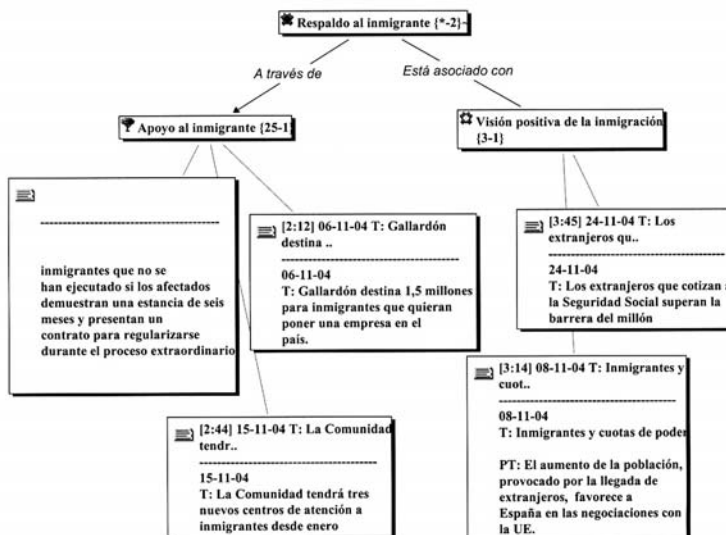 Respaldo al inmigrante {*-2}~
A través de
Está asociado con
Apoyo al inmigrante {25-1}
Visión positiva de la inmigración
{3-1}
inmigrantes que no se
han ejecutado si los afectados
demuestran una estancia de seis
meses y presentan un
contrato para regularizarse
durante el proceso extraordinario
[2:12] 06-11-04 T: Gallardón
destina ..
06-11-04
T: Gallardón destina 1,5 millones
para inmigrantes que quieran
poner una empresa en el
país.
[3:45] 24-11-04 T: Los
extranjeros qu..
24-11-04
T: Los extranjeros que cotizan a
la Seguridad Social superan la
barrera del millón
[2:44] 15-11-04 T: La Comunidad
tendr..
15-11-04
T: La Comunidad tendrá tres
nuevos centros de atención a
inmigrantes desde enero
[3:14] 08-11-04 T: Inmigrantes y
cuot..
08-11-04
T: Inmigrantes y cuotas de poder
PT: El aumento de la población,
provocado por la llegada de
extranjeros, favorece a
España en las negociaciones con
la UE.